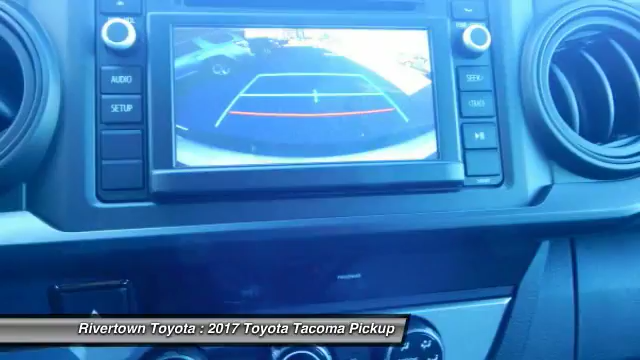 AUDIO
SETUP
SEEK
TRACK
Rivertown Toyota : 2017 Toyota Tacoma Pickup